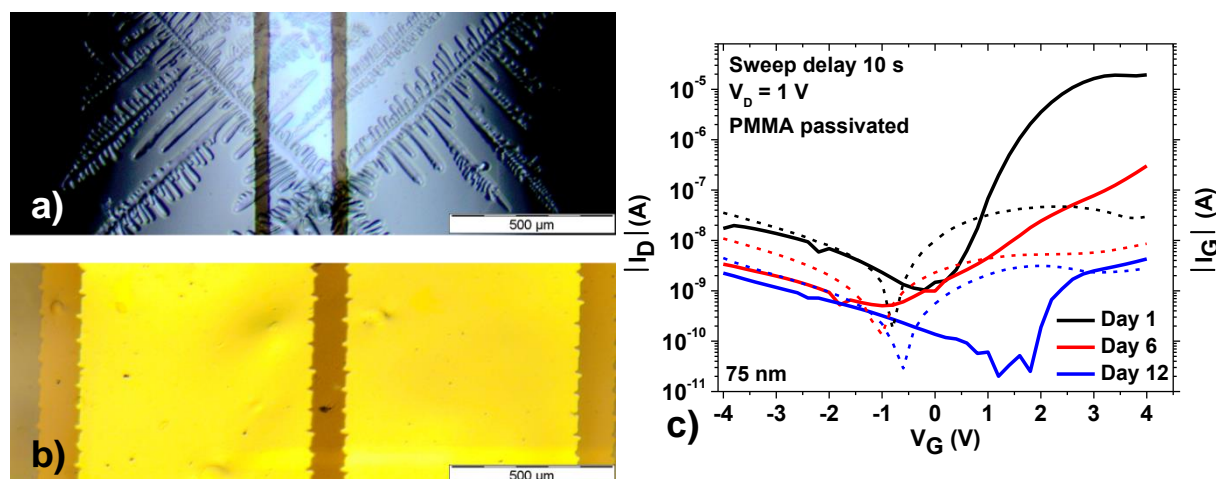 a)
500 µm
b)
500 µm
Sweep delay 10 s
V_D = 1 V
PMMA passivated
|I_D| (A)
|I_G| (A)
10^-5
10^-6
10^-7
10^-8
10^-9
10^-10
10^-11
Day 1
Day 6
Day 12
75 nm
-4 -3 -2 -1 0 1 2 3 4
V_G (V)
c)